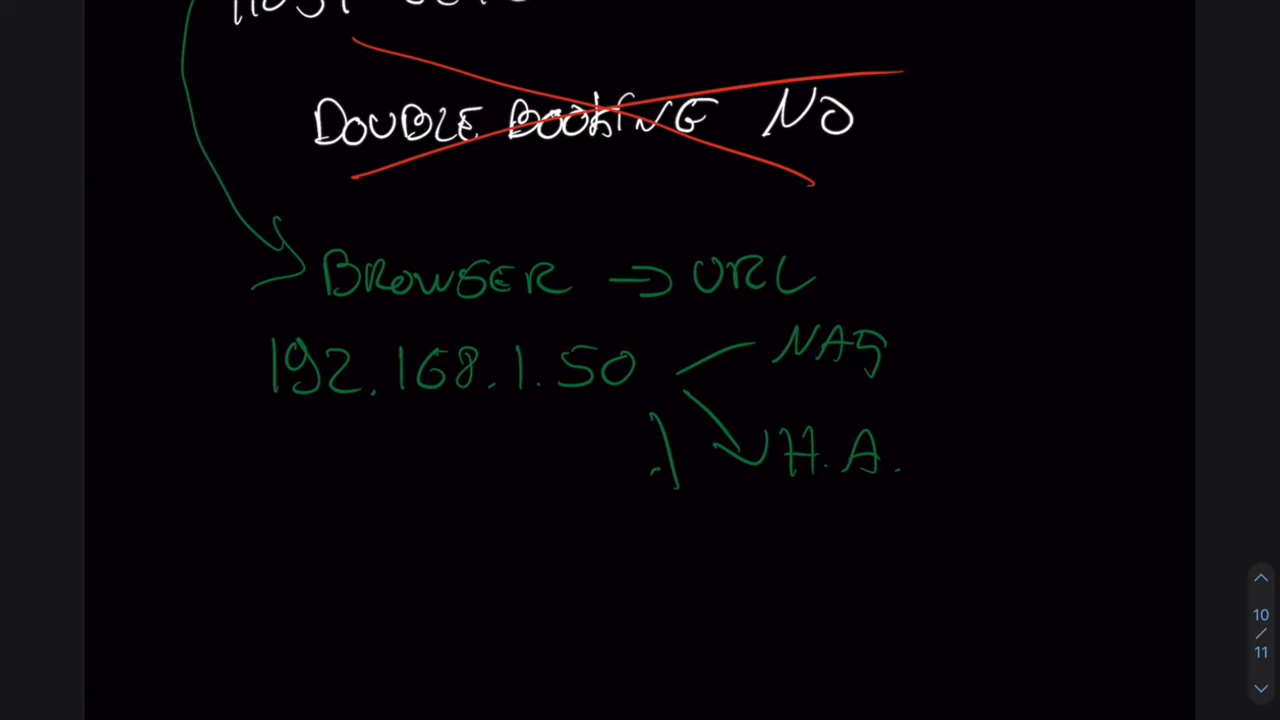 DOUBLE BOOKING NO
BROWSER → URL
192.168.1.50
NAS
H.A.
10
/
11